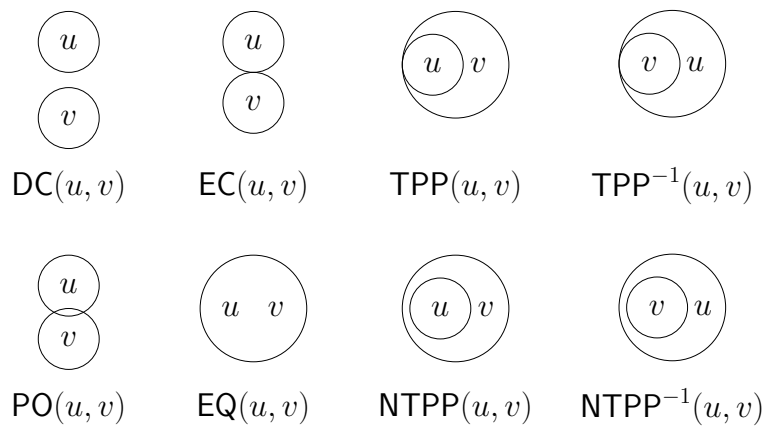 u u u v v u
v v
DC(u, v) EC(u, v) TPP(u, v) TPP⁻¹(u, v)
u
v u v u v v u
PO(u, v) EQ(u, v) NTPP(u, v) NTPP⁻¹(u, v)